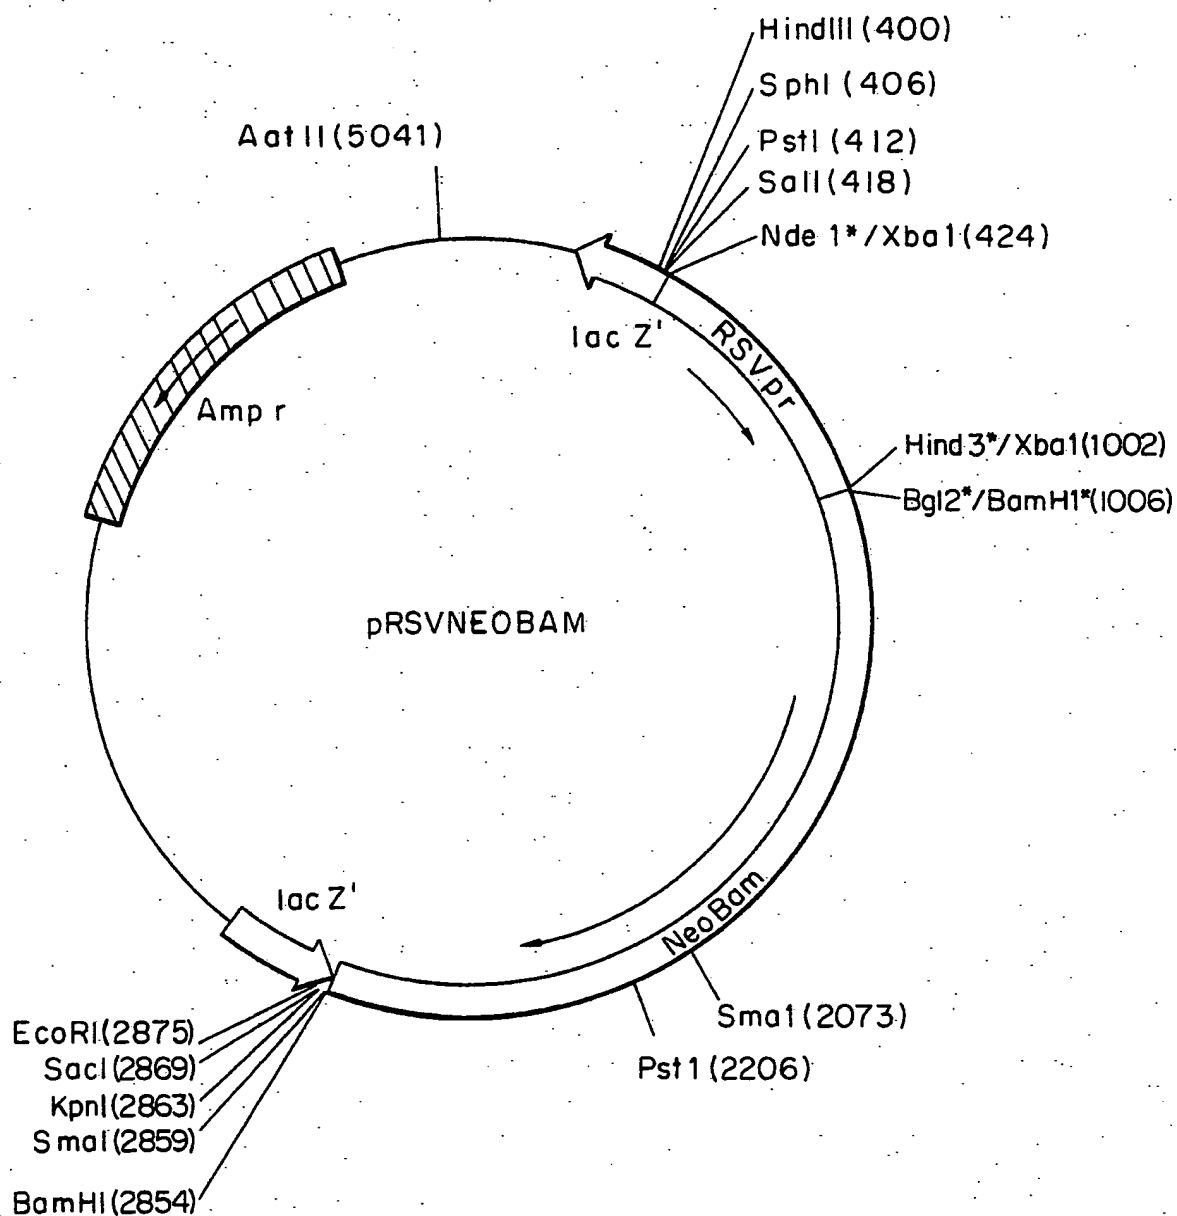 HindIII (400)
SphI (406)
AatII (5041)
PstI (412)
SalI (418)
Nde 1*/Xba1 (424)
lac Z'
RSVpr
Amp r
Hind3*/Xba1(1002)
Bgl2*/BamH1*(1006)
pRSVNEOBAM
lac Z'
NeoBam
Sma1 (2073)
Pst1 (2206)
EcoRI (2875)
SacI (2869)
KpnI (2863)
SmaI (2859)
BamHI (2854)